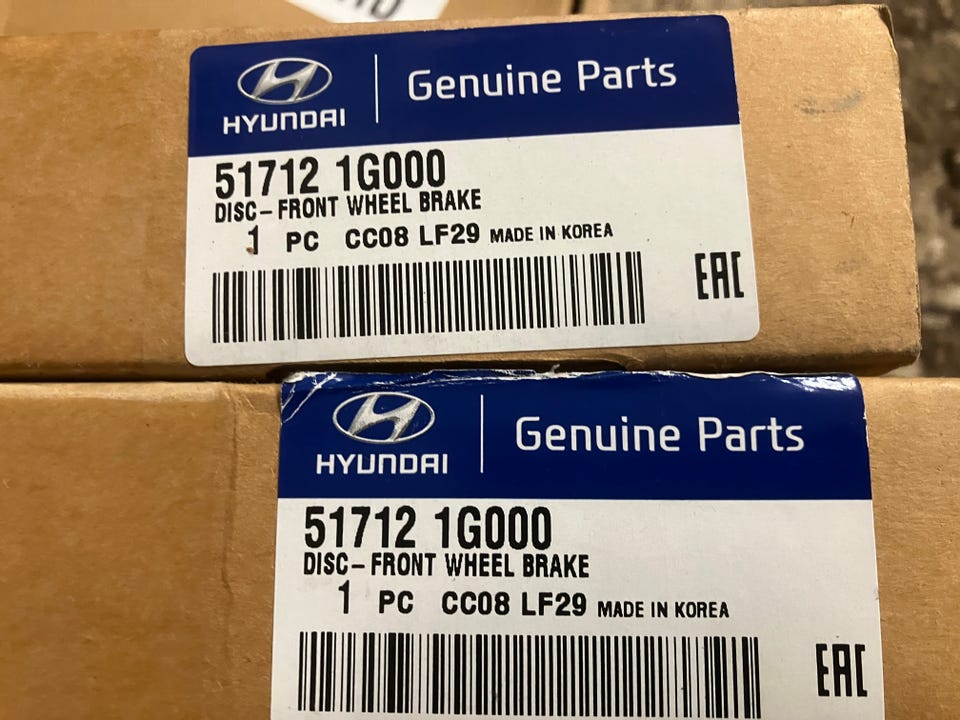 HYUNDAI Genuine Parts
51712 1G000
DISC-FRONT WHEEL BRAKE
1 PC CC08 LF29 MADE IN KOREA
EAC
HYUNDAI Genuine Parts
51712 1G000
DISC-FRONT WHEEL BRAKE
1 PC CC08 LF29 MADE IN KOREA
EAC